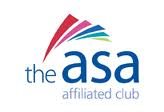 the asa
affiliated club